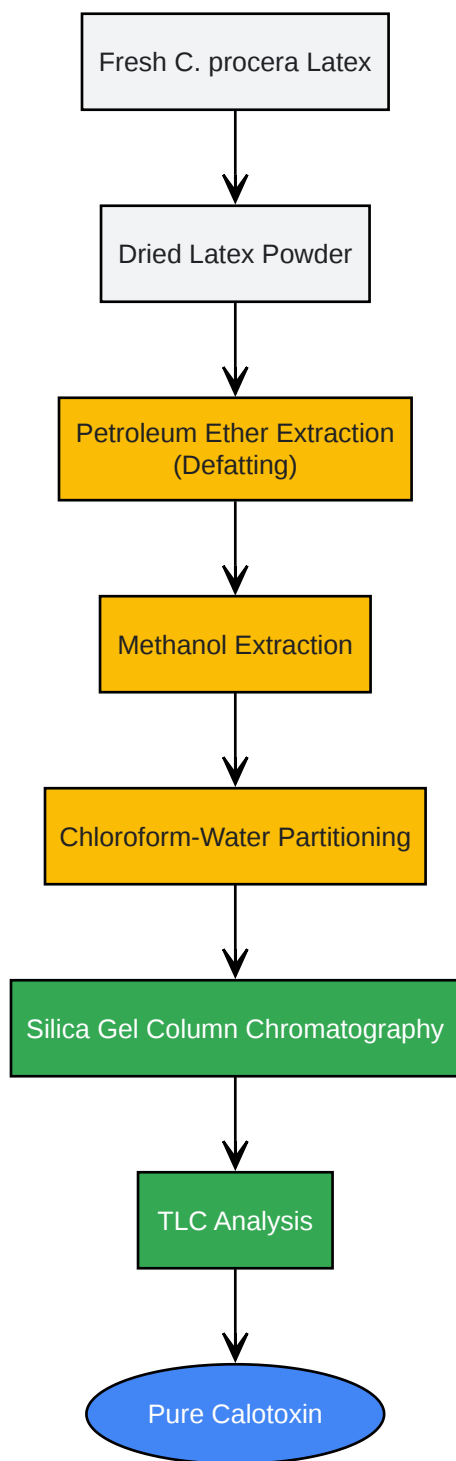 Fresh C. procera Latex
Dried Latex Powder
Petroleum Ether Extraction
(Defatting)
Methanol Extraction
Chloroform-Water Partitioning
Silica Gel Column Chromatography
TLC Analysis
Pure Calotoxin